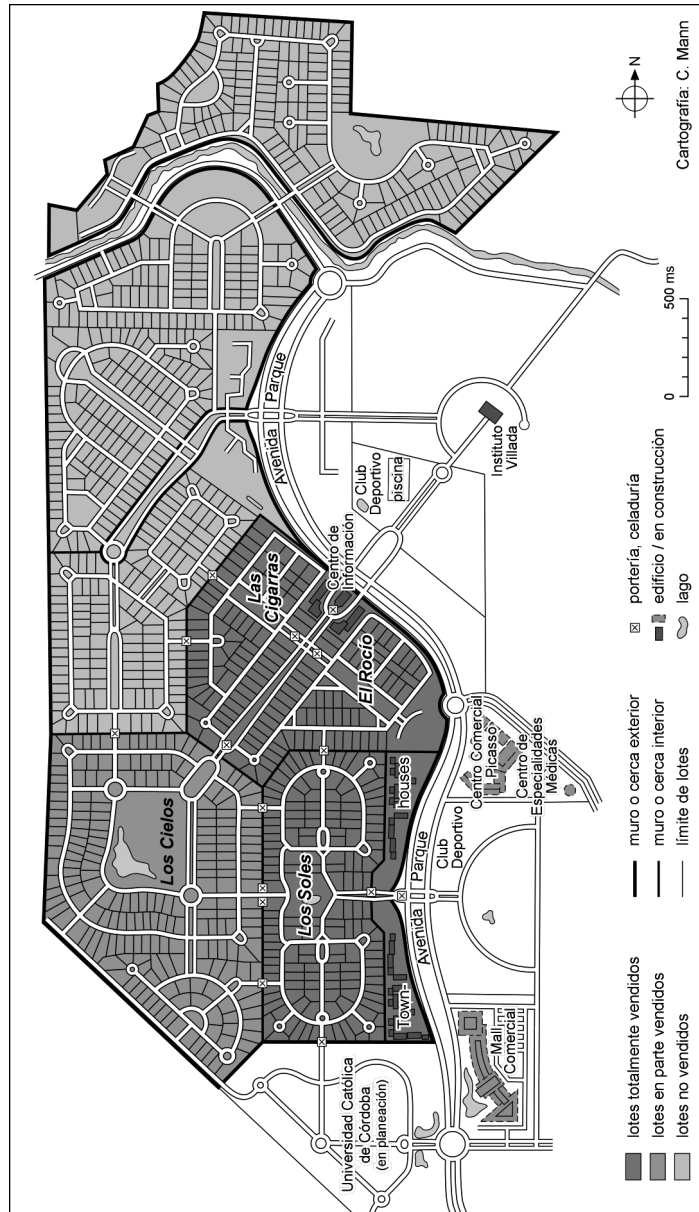 Los Cielos
Las
Cigarras
El Rocío
Los Soles
Town-
houses
Avenida Parque
Avenida Parque
Centro de
Información
Club
Deportivo
piscina
Instituto
Villada
Centro Comercial
Picasso
Centro de
Especialidades
Médicas
Club
Deportivo
Mall
Comercial
Universidad Católica
de Córdoba
(en planeación)
N
lotes totalmente vendidos
lotes en parte vendidos
lotes no vendidos
muro o cerca exterior
muro o cerca interior
límite de lotes
portería, celaduría
edificio / en construcciòn
lago
0 500 ms
Cartografía: C. Mann